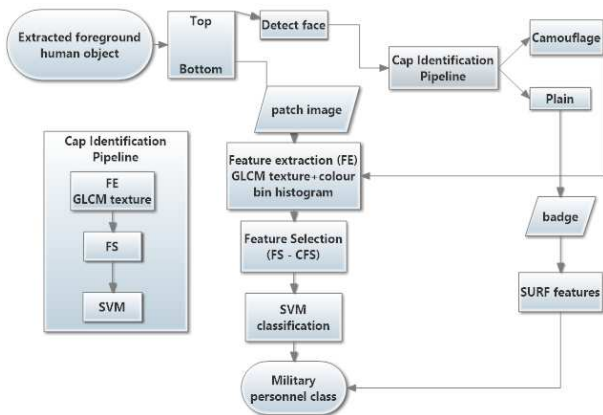 Extracted foreground
human object
Top
Bottom
Detect face
Cap Identification
Pipeline
Camouflage
Plain
patch image
Feature extraction (FE)
GLCM texture+colour
bin histogram
Feature Selection
(FS - CFS)
SVM
classification
Military
personnel class
badge
SURF features
Cap Identification
Pipeline
FE
GLCM texture
FS
SVM